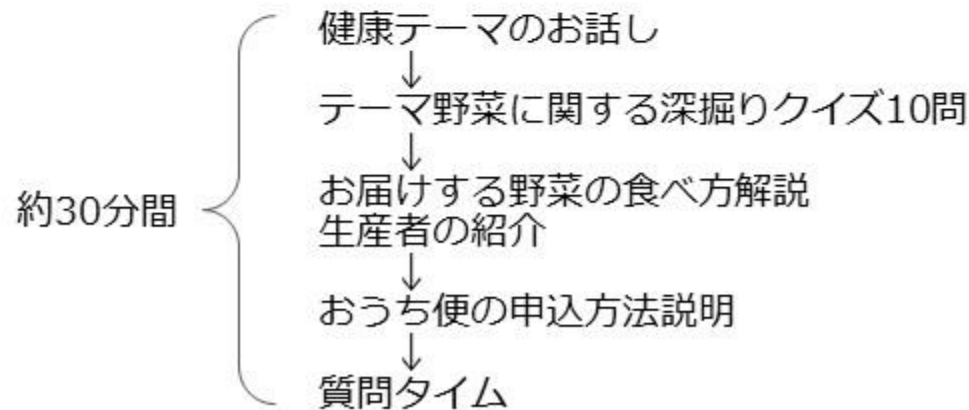 健康テーマのお話し
↓
テーマ野菜に関する深掘りクイズ10問
↓
約30分間
お届けする野菜の食べ方解説
生産者の紹介
↓
おうち便の申込方法説明
↓
質問タイム